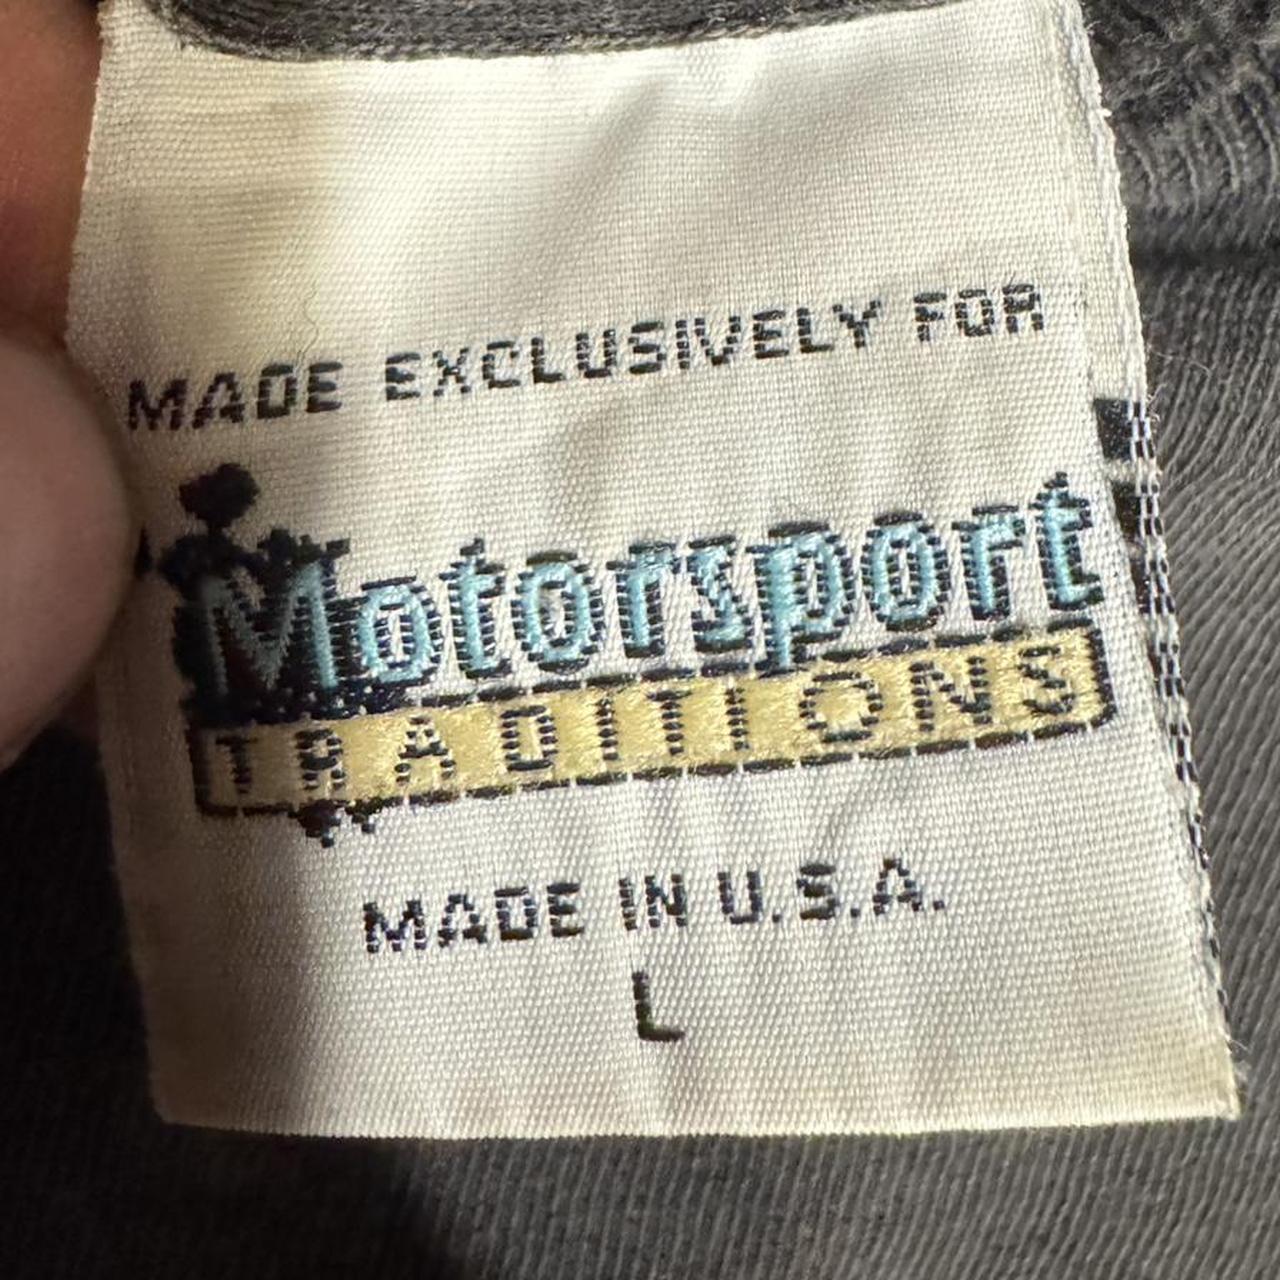 MADE EXCLUSIVELY FOR
Motorsport
TRADITIONS
MADE IN U.S.A.
L